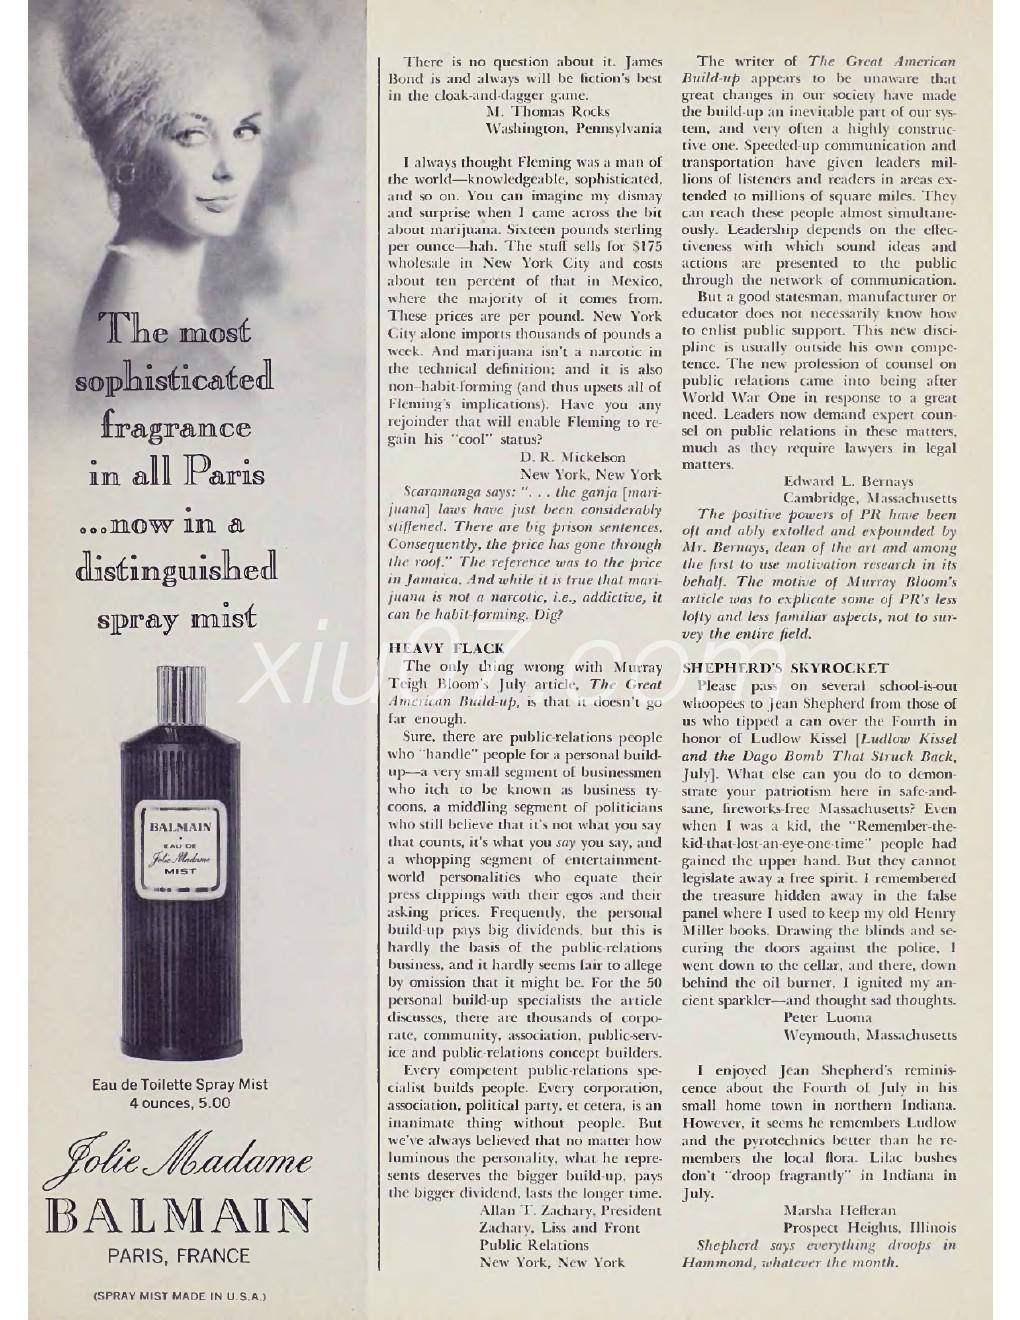 The most
sophisticated
fragrance
in all Paris
...now in a
distinguished
spray mist
BALMAIN
EAU DE
Jolie Madame
MIST
Eau de Toilette Spray Mist
4 ounces, 5.00
Jolie Madame
BALMAIN
PARIS, FRANCE
(SPRAY MIST MADE IN U.S.A.)
There is no question about it. James
Bond is and always will be fiction's best
in the cloak-and-dagger game.
M. Thomas Rocks
Washington, Pennsylvania
I always thought Fleming was a man of
the world—knowledgeable, sophisticated,
and so on. You can imagine my dismay
and surprise when I came across the bit
about marijuana. Sixteen pounds sterling
per ounce—hah. The stuff sells for $175
wholesale in New York City and costs
about ten percent of that in Mexico,
where the majority of it comes from.
These prices are per pound. New York
City alone imports thousands of pounds a
week. And marijuana isn't a narcotic in
the technical definition; and it is also
non-habit-forming (and thus upsets all of
Fleming's implications). Have you any
rejoinder that will enable Fleming to re-
gain his "cool" status?
D. R. Mickelson
New York, New York
Scaramanga says: ". . . the ganja [mari-
juana] laws have just been considerably
stiffened. There are big prison sentences.
Consequently, the price has gone through
the roof." The reference was to the price
in Jamaica. And while it is true that mari-
juana is not a narcotic, i.e., addictive, it
can be habit-forming. Dig?
HEAVY FLACK
The only thing wrong with Murray
Teigh Bloom's July article, The Great
American Build-up, is that it doesn't go
far enough.
Sure, there are public-relations people
who "handle" people for a personal build-
up—a very small segment of businessmen
who itch to be known as business ty-
coons, a middling segment of politicians
who still believe that it's not what you say
that counts, it's what you say you say, and
a whopping segment of entertainment-
world personalities who equate their
press clippings with their egos and their
asking prices. Frequently, the personal
build-up pays big dividends, but this is
hardly the basis of the public-relations
business, and it hardly seems fair to allege
by omission that it might be. For the 50
personal build-up specialists the article
discusses, there are thousands of corpo-
rate, community, association, public-serv-
ice and public-relations concept builders.
Every competent public-relations spe-
cialist builds people. Every corporation,
association, political party, et cetera, is an
inanimate thing without people. But
we've always believed that no matter how
luminous the personality, what he repre-
sents deserves the bigger build-up, pays
the bigger dividend, lasts the longer time.
Allan T. Zachary, President
Zachary, Liss and Front
Public Relations
New York, New York
The writer of The Great American
Build-up appears to be unaware that
great changes in our society have made
the build-up an inevitable part of our sys-
tem, and very often a highly construc-
tive one. Speeded-up communication and
transportation have given leaders mil-
lions of listeners and readers in areas ex-
tended to millions of square miles. They
can reach these people almost simultane-
ously. Leadership depends on the effec-
tiveness with which sound ideas and
actions are presented to the public
through the network of communication.
But a good statesman, manufacturer or
educator does not necessarily know how
to enlist public support. This new disci-
pline is usually outside his own compe-
tence. The new profession of counsel on
public relations came into being after
World War One in response to a great
need. Leaders now demand expert coun-
sel on public relations in these matters,
much as they require lawyers in legal
matters.
Edward L. Bernays
Cambridge, Massachusetts
The positive powers of PR have been
oft and ably extolled and expounded by
Mr. Bernays, dean of the art and among
the first to use motivation research in its
behalf. The motive of Murray Bloom's
article was to explicate some of PR's less
lofty and less familiar aspects, not to sur-
vey the entire field.
SHEPHERD'S SKYROCKET
Please pass on several school-is-out
whoopees to Jean Shepherd from those of
us who tipped a can over the Fourth in
honor of Ludlow Kissel [Ludlow Kissel
and the Dago Bomb That Struck Back,
July]. What else can you do to demon-
strate your patriotism here in safe-and-
sane, fireworks-free Massachusetts? Even
when I was a kid, the "Remember-the-
kid-that-lost-an-eye-one-time" people had
gained the upper hand. But they cannot
legislate away a free spirit. I remembered
the treasure hidden away in the false
panel where I used to keep my old Henry
Miller books. Drawing the blinds and se-
curing the doors against the police, I
went down to the cellar, and there, down
behind the oil burner, I ignited my an-
cient sparkler—and thought sad thoughts.
Peter Luoma
Weymouth, Massachusetts
I enjoyed Jean Shepherd's reminis-
cence about the Fourth of July in his
small home town in northern Indiana.
However, it seems he remembers Ludlow
and the pyrotechnics better than he re-
members the local flora. Lilac bushes
don't "droop fragrantly" in Indiana in
July.
Marsha Hefferan
Prospect Heights, Illinois
Shepherd says everything droops in
Hammond, whatever the month.
xiu07.com